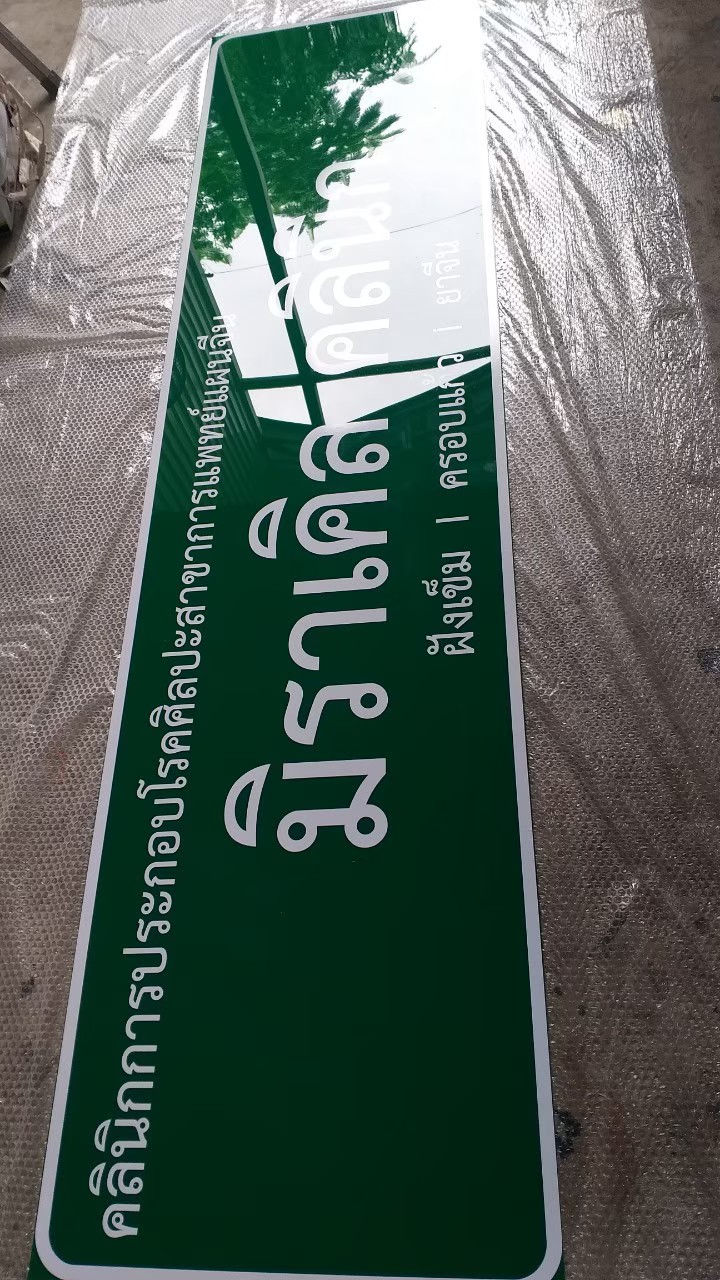 คลินิกการประกอบโรคศิลปะสาขาการแพทย์แผนจีน
มิราเคิล คลินิก
ฝังเข็ม | ครอบแก้ว | ยาจีน